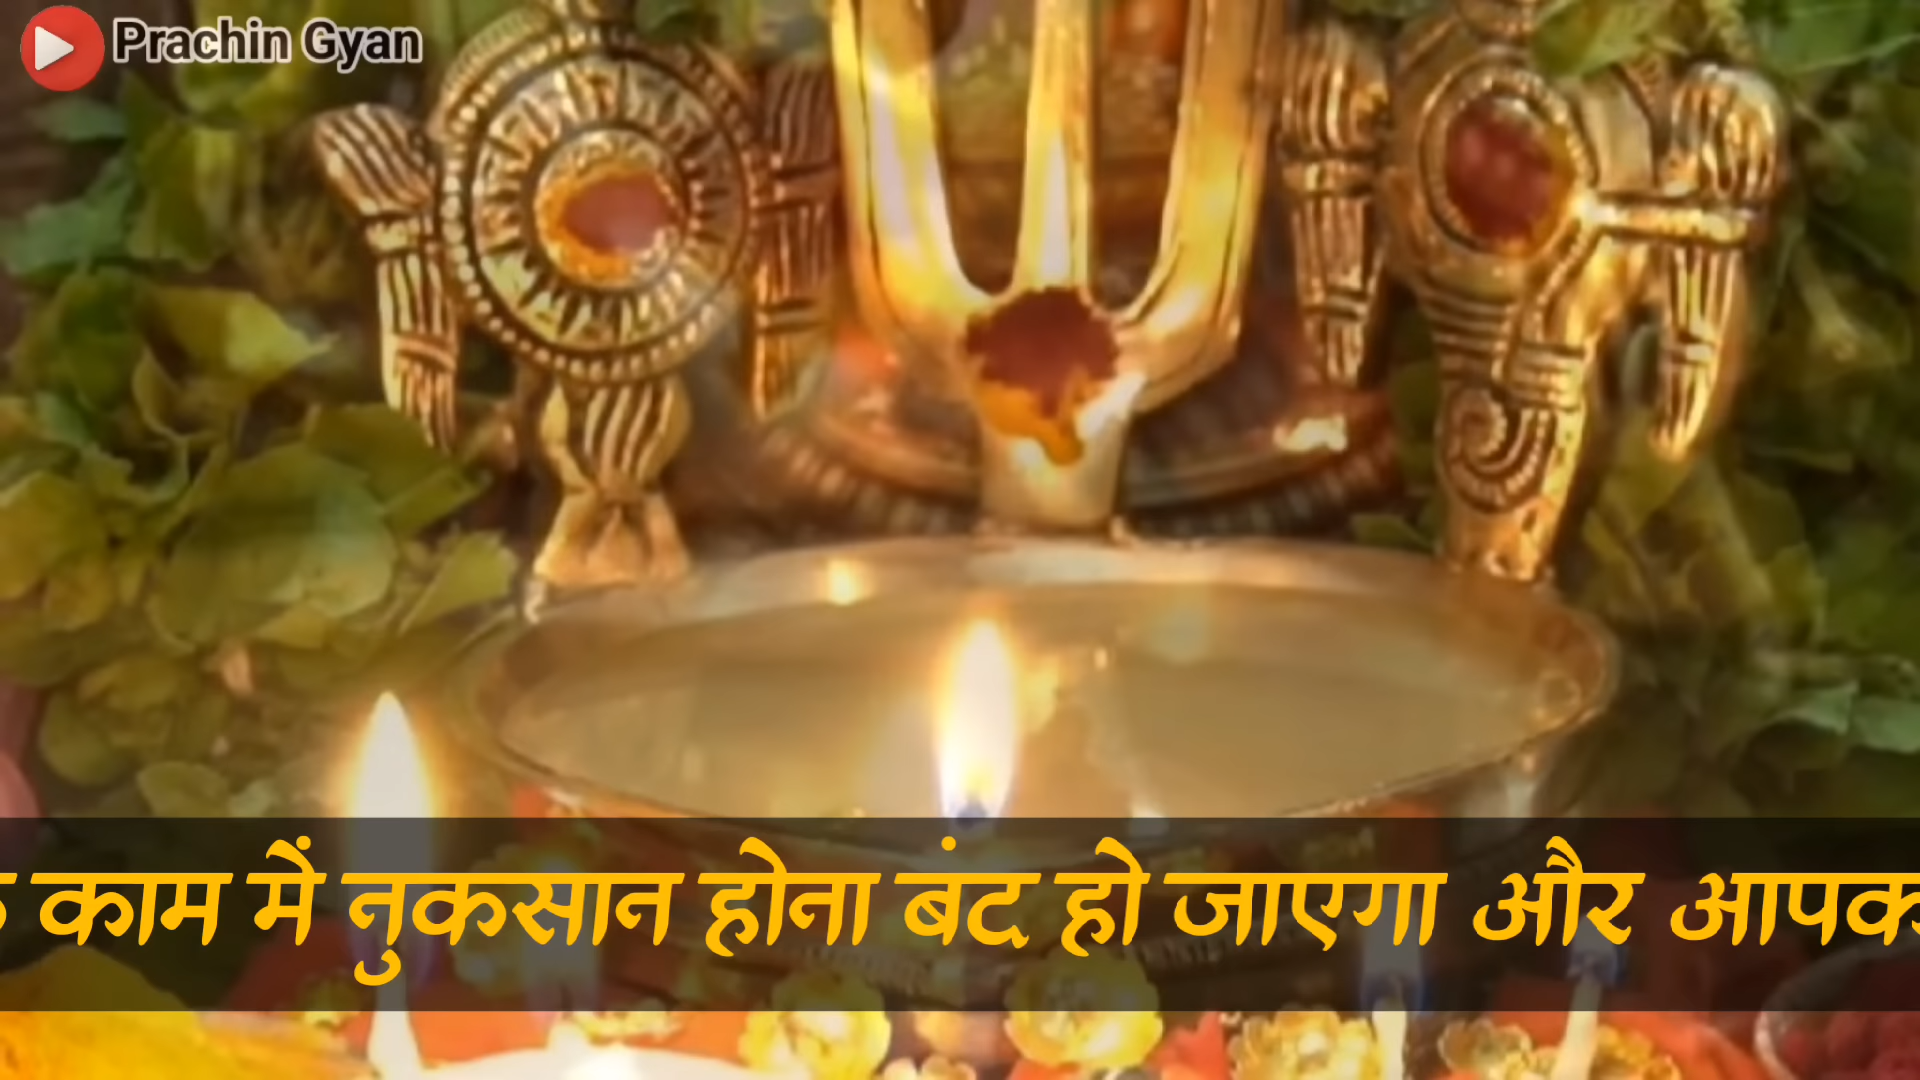 Prachin Gyan
काम में नुकसान होना बंद हो जाएगा और